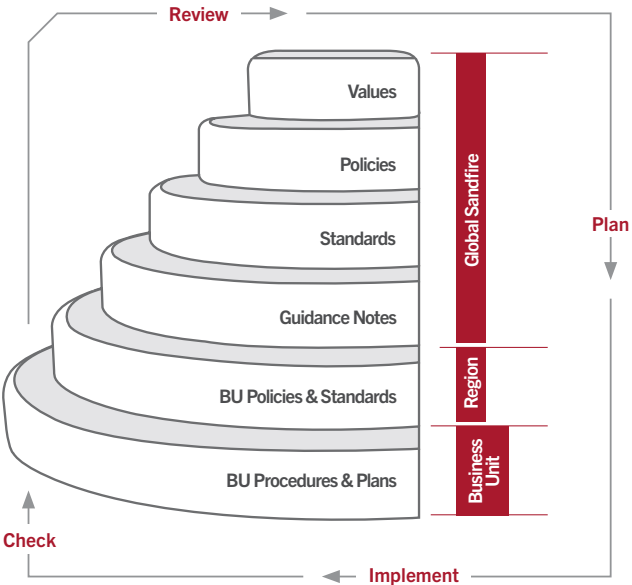 Review
Values
Policies
Standards
Guidance Notes
BU Policies & Standards
BU Procedures & Plans
Global Sandfire
Region
Business
Unit
Plan
Implement
Check